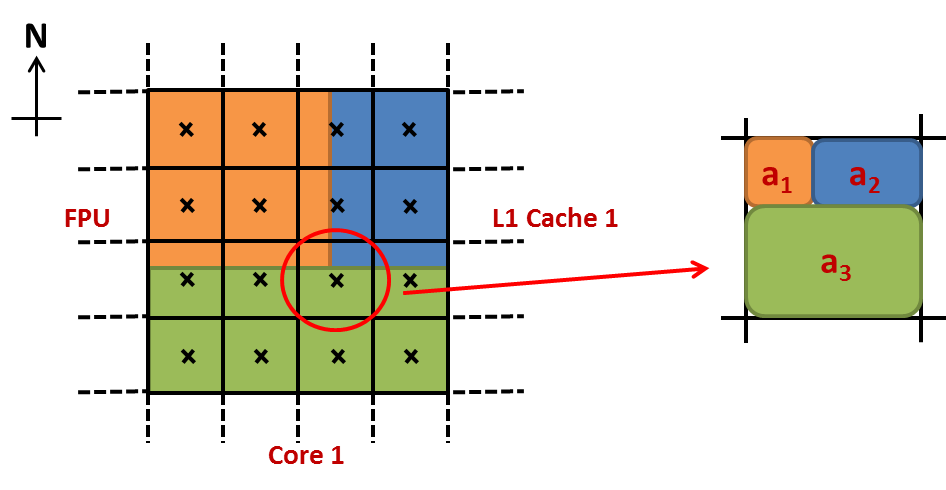 N
FPU
L1 Cache 1
Core 1
a₁
a₂
a₃